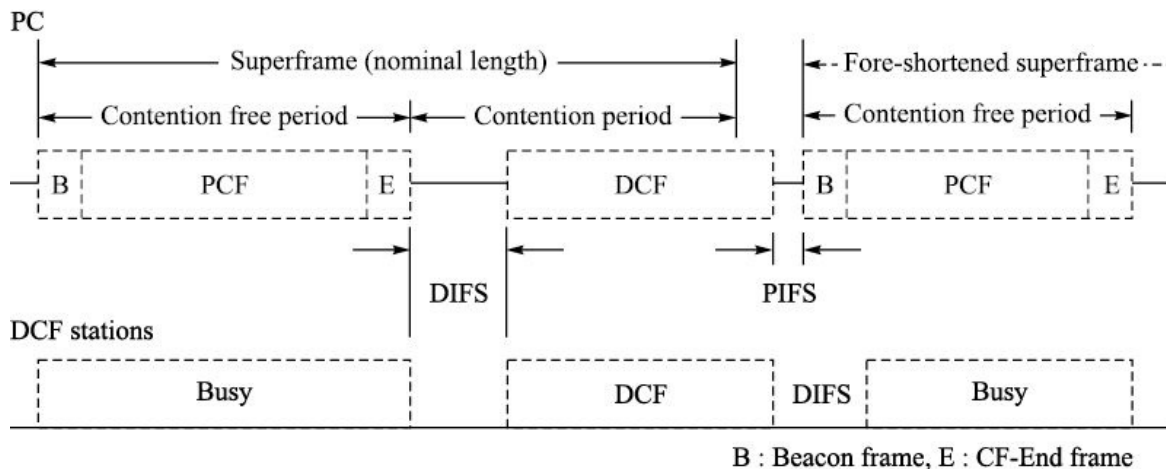 PC
Superframe (nominal length)
Fore-shortened superframe
Contention free period
Contention period
Contention free period
B
PCF
E
DCF
B
PCF
E
DIFS
PIFS
DCF stations
Busy
DCF
DIFS
Busy
B : Beacon frame, E : CF-End frame